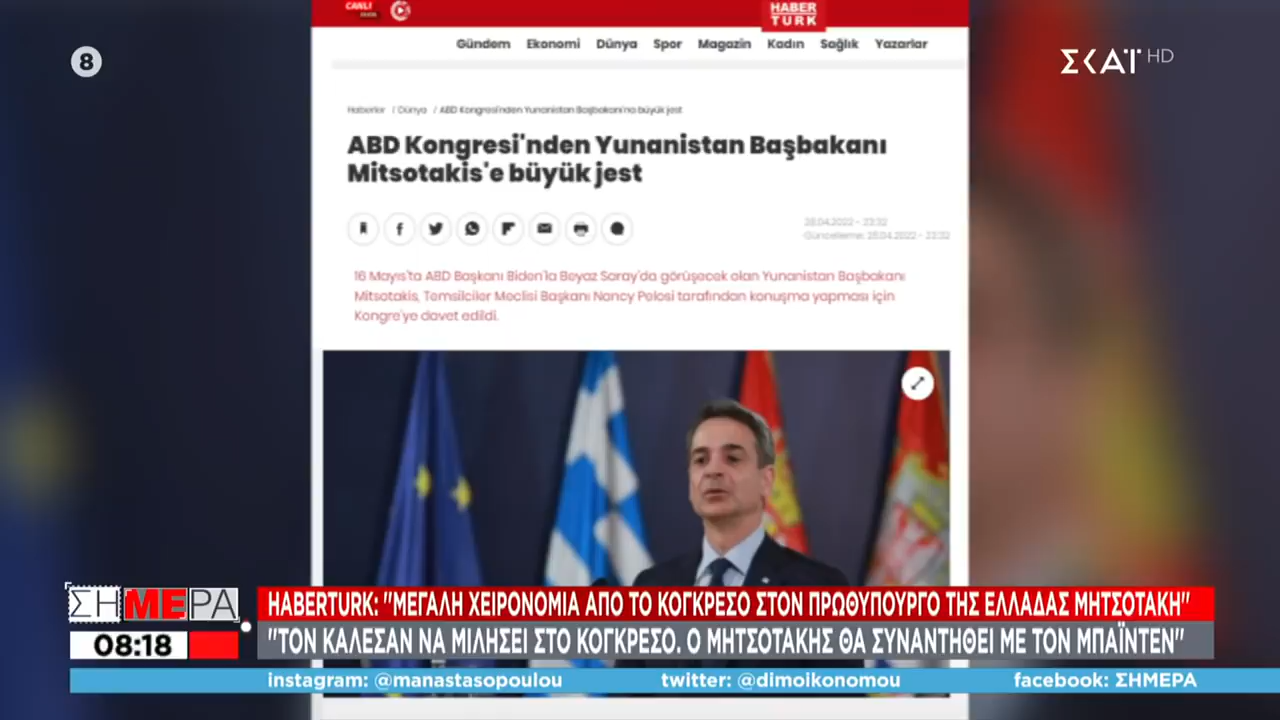 CANLI
HABER
TURK
8
ΣΚΑΪ HD
Gündem Ekonomi Dünya Spor Magazin Kadın Sağlık Yazarlar
Haberler / Dünya / ABD Kongresi'nden Yunanistan Başbakanı'na büyük jest
ABD Kongresi'nden Yunanistan Başbakanı
Mitsotakis'e büyük jest
28.04.2022 - 23:32
Güncelleme: 28.04.2022 - 23:32
16 Mayıs'ta ABD Başkanı Biden'la Beyaz Saray'da görüşecek olan Yunanistan Başbakanı
Mitsotakis, Temsilciler Meclisi Başkanı Nancy Pelosi tarafından konuşma yapması için
Kongre'ye davet edildi.
ΣΗΜΕΡΑ
HABERTURK: "ΜΕΓΑΛΗ ΧΕΙΡΟΝΟΜΙΑ ΑΠΟ ΤΟ ΚΟΓΚΡΕΣΟ ΣΤΟΝ ΠΡΩΘΥΠΟΥΡΓΟ ΤΗΣ ΕΛΛΑΔΑΣ ΜΗΤΣΟΤΑΚΗ"
08:18
"ΤΟΝ ΚΑΛΕΣΑΝ ΝΑ ΜΙΛΗΣΕΙ ΣΤΟ ΚΟΓΚΡΕΣΟ. Ο ΜΗΤΣΟΤΑΚΗΣ ΘΑ ΣΥΝΑΝΤΗΘΕΙ ΜΕ ΤΟΝ ΜΠΑΪΝΤΕΝ"
instagram: @manastasopoulou twitter: @dimoikonomou facebook: ΣΗΜΕΡΑ